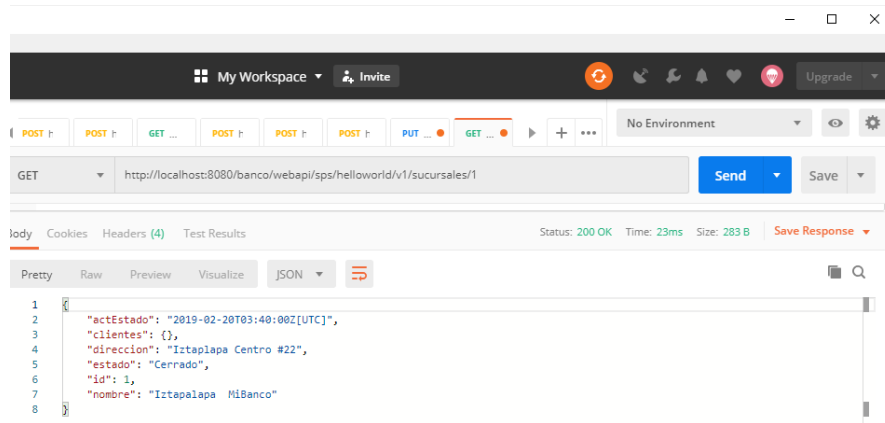 My Workspace Invite Upgrade
POST POST GET ... POST POST POST PUT ... GET ... + ••• No Environment
GET http://localhost:8080/banco/webapi/sps/helloworld/v1/sucursales/1 Send Save
Body Cookies Headers (4) Test Results Status: 200 OK Time: 23ms Size: 283 B Save Response
Pretty Raw Preview Visualize JSON
1 {
2 "actEstado": "2019-02-20T03:40:00Z[UTC]",
3 "clientes": {},
4 "direccion": "Iztaplapa Centro #22",
5 "estado": "Cerrado",
6 "id": 1,
7 "nombre": "Iztapalapa  MiBanco"
8 }